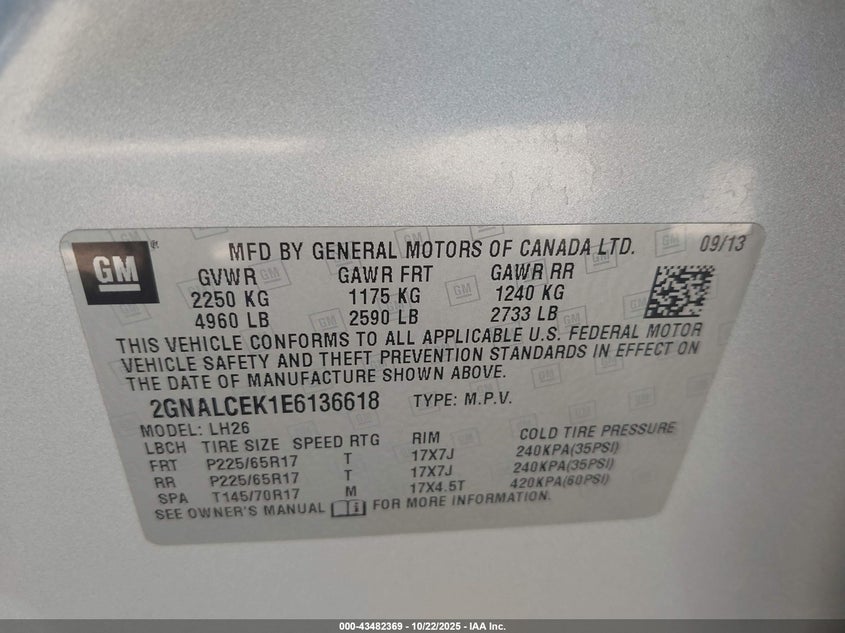 GM
MFD BY GENERAL MOTORS OF CANADA LTD. 09/13
GVWR GAWR FRT GAWR RR
2250 KG 1175 KG 1240 KG
4960 LB 2590 LB 2733 LB
THIS VEHICLE CONFORMS TO ALL APPLICABLE U.S. FEDERAL MOTOR
VEHICLE SAFETY AND THEFT PREVENTION STANDARDS IN EFFECT ON
THE DATE OF MANUFACTURE SHOWN ABOVE.
2GNALCEK1E6136618 TYPE: M.P.V.
MODEL: LH26
LBCH TIRE SIZE SPEED RTG RIM COLD TIRE PRESSURE
FRT P225/65R17 T 17X7J 240KPA(35PSI)
RR P225/65R17 T 17X7J 240KPA(35PSI)
SPA T145/70R17 M 17X4.5T 420KPA(60PSI)
SEE OWNER'S MANUAL FOR MORE INFORMATION.
000-43482369 - 10/22/2025 - IAA Inc.